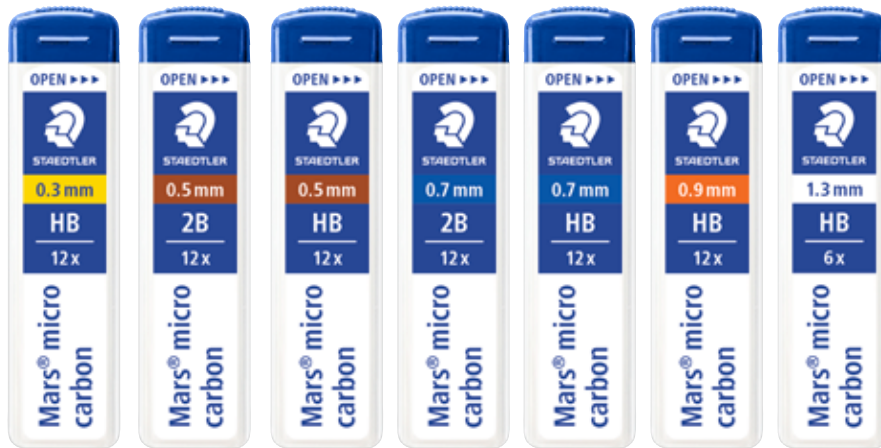 OPEN ▸▸▸
STAEDTLER
0.3 mm
HB
12 x
Mars® micro
carbon
OPEN ▸▸▸
STAEDTLER
0.5 mm
2B
12 x
Mars® micro
carbon
OPEN ▸▸▸
STAEDTLER
0.5 mm
HB
12 x
Mars® micro
carbon
OPEN ▸▸▸
STAEDTLER
0.7 mm
2B
12 x
Mars® micro
carbon
OPEN ▸▸▸
STAEDTLER
0.7 mm
HB
12 x
Mars® micro
carbon
OPEN ▸▸▸
STAEDTLER
0.9 mm
HB
12 x
Mars® micro
carbon
OPEN ▸▸▸
STAEDTLER
1.3 mm
HB
6 x
Mars® micro
carbon